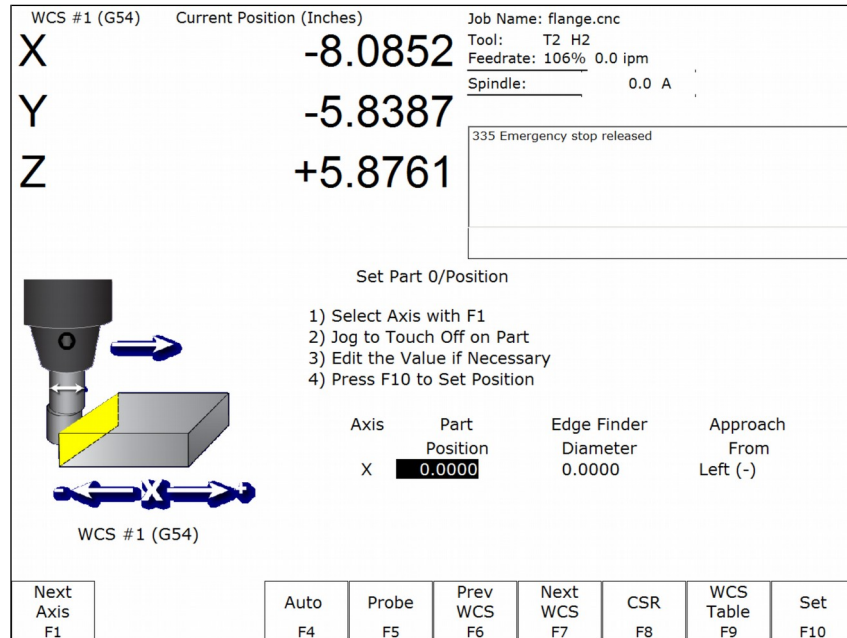 WCS #1 (G54) Current Position (Inches)
X -8.0852
Y -5.8387
Z +5.8761
Job Name: flange.cnc
Tool: T2 H2
Feedrate: 106% 0.0 ipm
Spindle: 0.0 A
335 Emergency stop released
Set Part 0/Position
1) Select Axis with F1
2) Jog to Touch Off on Part
3) Edit the Value if Necessary
4) Press F10 to Set Position
Axis Part Edge Finder Approach
Position Diameter From
X 0.0000 0.0000 Left (-)
- X +
WCS #1 (G54)
Next Axis F1
Auto F4
Probe F5
Prev WCS F6
Next WCS F7
CSR F8
WCS Table F9
Set F10